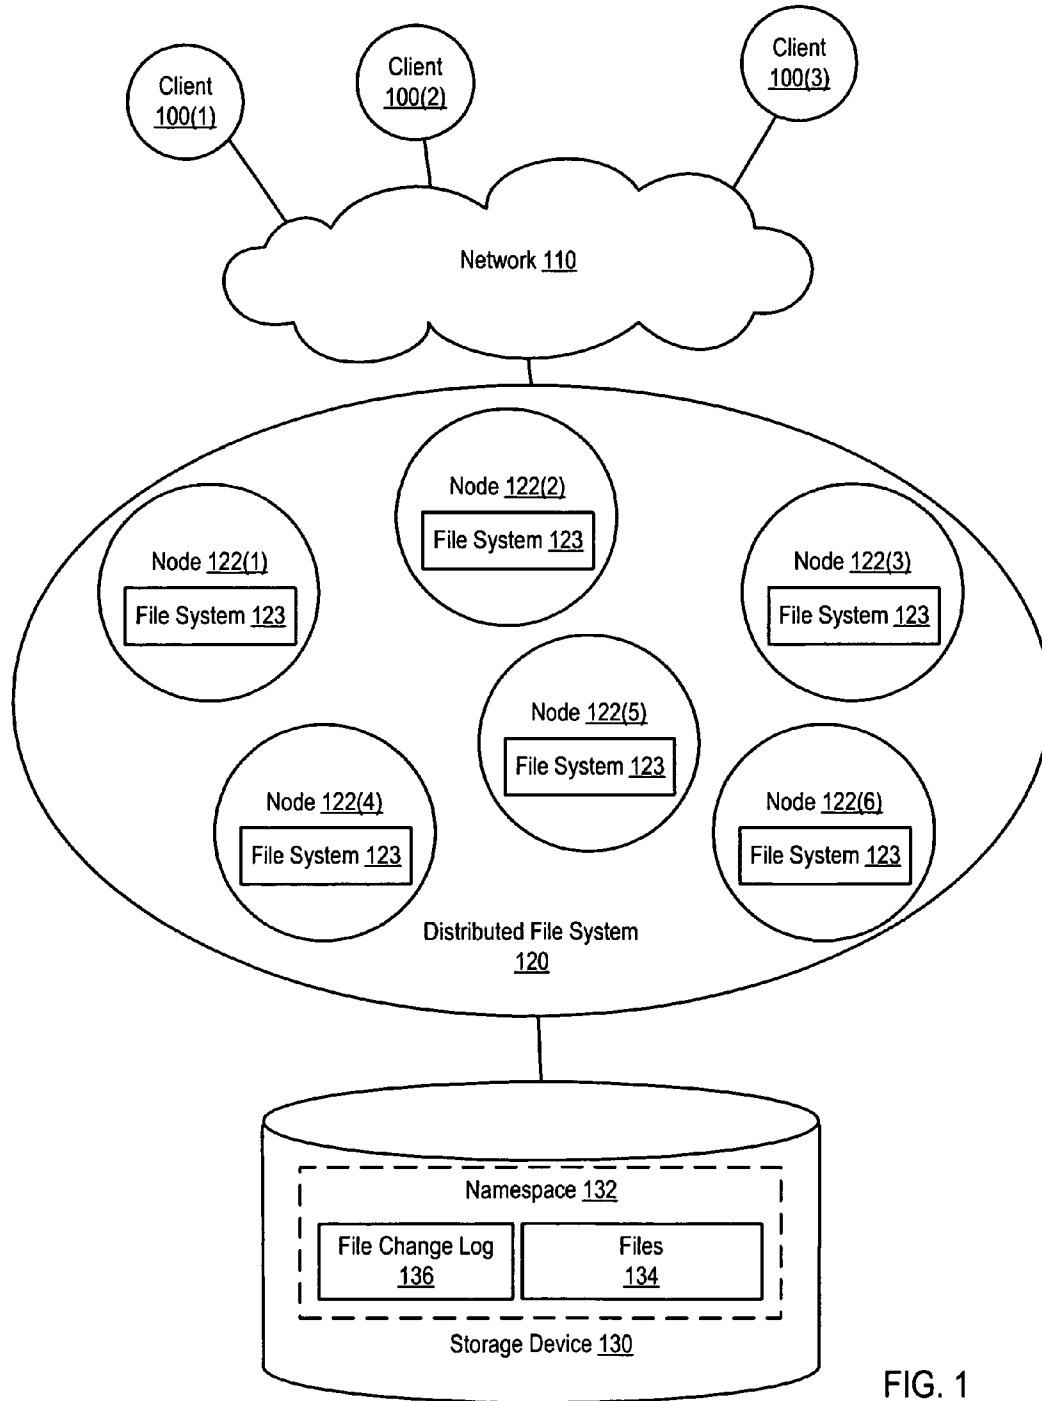 Client
100(1)
Client
100(2)
Client
100(3)
Network 110
Node 122(1)
File System 123
Node 122(2)
File System 123
Node 122(3)
File System 123
Node 122(4)
File System 123
Node 122(5)
File System 123
Node 122(6)
File System 123
Distributed File System
120
Namespace 132
File Change Log
136
Files
134
Storage Device 130
FIG. 1